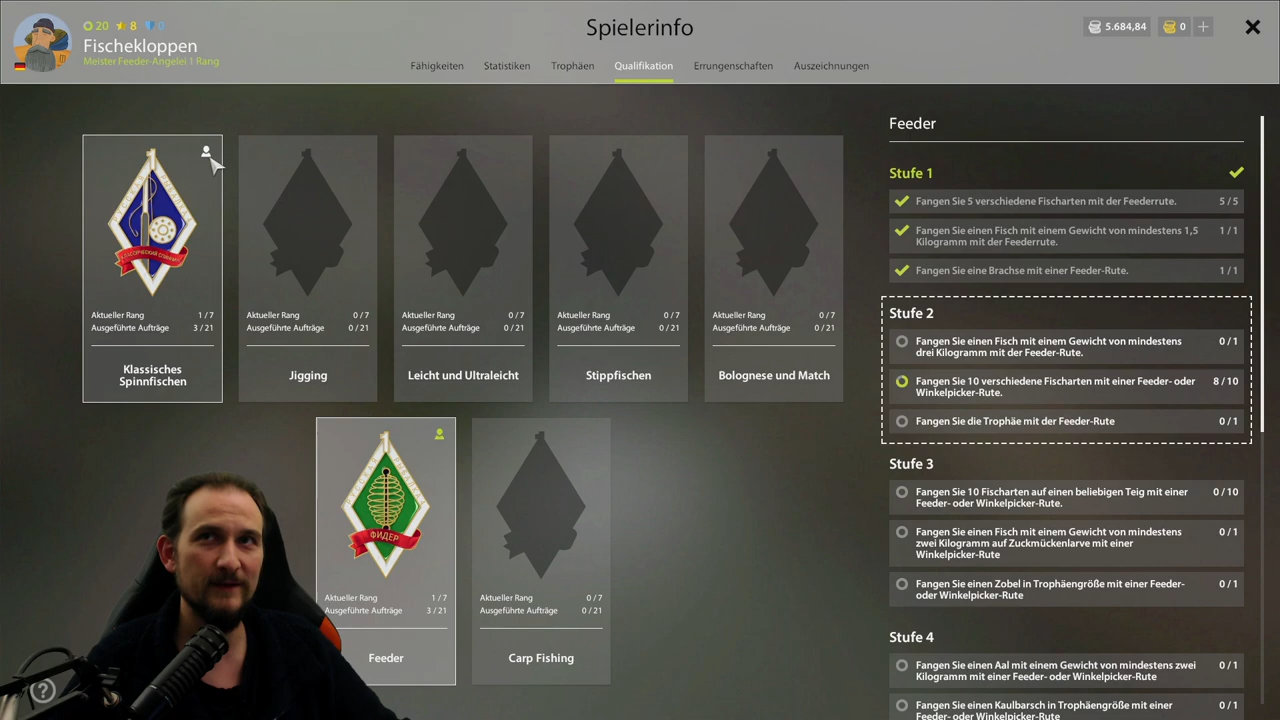 20 8 0
Fischekloppen
Meister Feeder-Angelei 1 Rang
Spielerinfo
5.684,84
0
Fähigkeiten
Statistiken
Trophäen
Qualifikation
Errungenschaften
Auszeichnungen
КЛАССИЧЕСКИЙ СПИННИНГ
Aktueller Rang 1 / 7
Ausgeführte Aufträge 3 / 21
Klassisches
Spinnfischen
Aktueller Rang 0 / 7
Ausgeführte Aufträge 0 / 21
Jigging
Aktueller Rang 0 / 7
Ausgeführte Aufträge 0 / 21
Leicht und Ultraleicht
Aktueller Rang 0 / 7
Ausgeführte Aufträge 0 / 21
Stippfischen
Aktueller Rang 0 / 7
Ausgeführte Aufträge 0 / 21
Bolognese und Match
ФИДЕР
Aktueller Rang 1 / 7
Ausgeführte Aufträge 3 / 21
Feeder
Aktueller Rang 0 / 7
Ausgeführte Aufträge 0 / 21
Carp Fishing
Feeder
Stufe 1
Fangen Sie 5 verschiedene Fischarten mit der Feederrute. 5 / 5
Fangen Sie einen Fisch mit einem Gewicht von mindestens 1,5 1 / 1
Kilogramm mit der Feederrute.
Fangen Sie eine Brachse mit einer Feeder-Rute. 1 / 1
Stufe 2
Fangen Sie einen Fisch mit einem Gewicht von mindestens 0 / 1
drei Kilogramm mit der Feeder-Rute.
Fangen Sie 10 verschiedene Fischarten mit einer Feeder- oder 8 / 10
Winkelpicker-Rute.
Fangen Sie die Trophäe mit der Feeder-Rute 0 / 1
Stufe 3
Fangen Sie 10 Fischarten auf einen beliebigen Teig mit einer 0 / 10
Feeder- oder Winkelpicker-Rute.
Fangen Sie einen Fisch mit einem Gewicht von mindestens 0 / 1
zwei Kilogramm auf Zuckmückenlarve mit einer
Winkelpicker-Rute
Fangen Sie einen Zobel in Trophäengröße mit einer Feeder- 0 / 1
oder Winkelpicker-Rute
Stufe 4
Fangen Sie einen Aal mit einem Gewicht von mindestens zwei 0 / 1
Kilogramm mit einer Feeder- oder Winkelpicker-Rute
Fangen Sie einen Kaulbarsch in Trophäengröße mit einer 0 / 1
Feeder- oder Winkelpicker-Rute
?